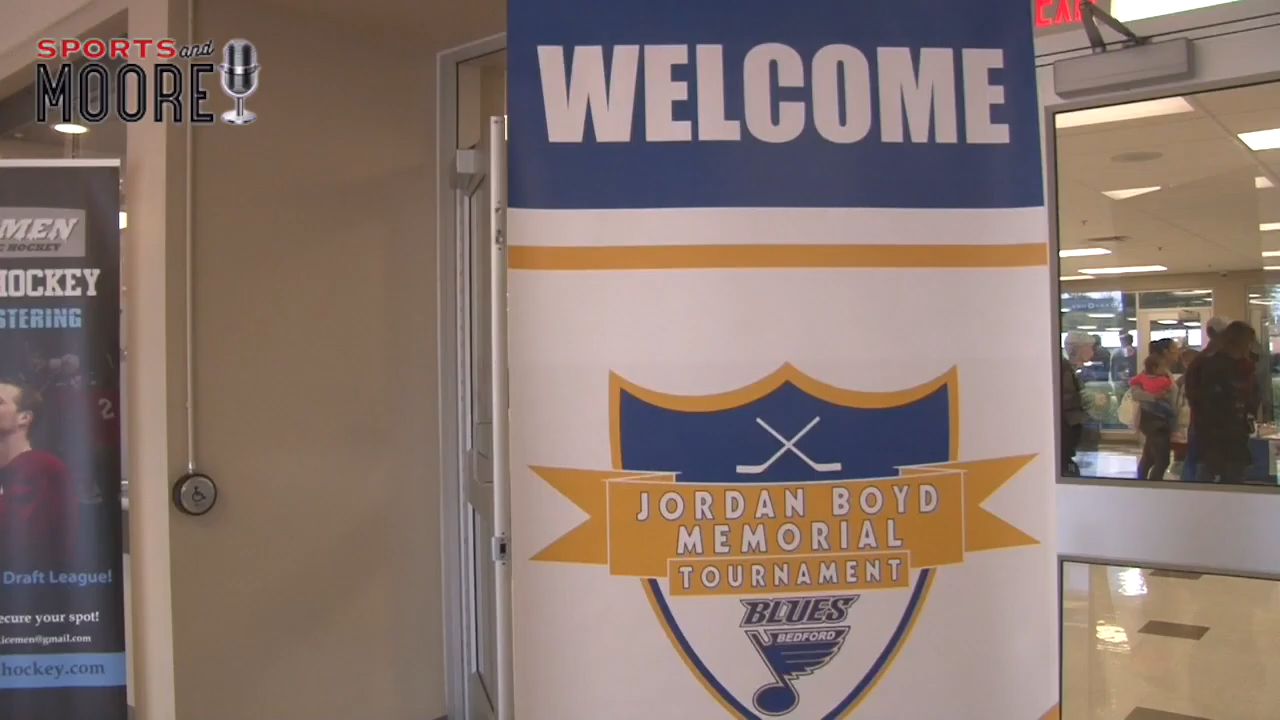 SPORTS and
MOORE
MEN
HOCKEY
STERING
Draft League!
ecure your spot!
.icemen@gmail.com
hockey.com
WELCOME
JORDAN BOYD
MEMORIAL
TOURNAMENT
BLUES
BEDFORD